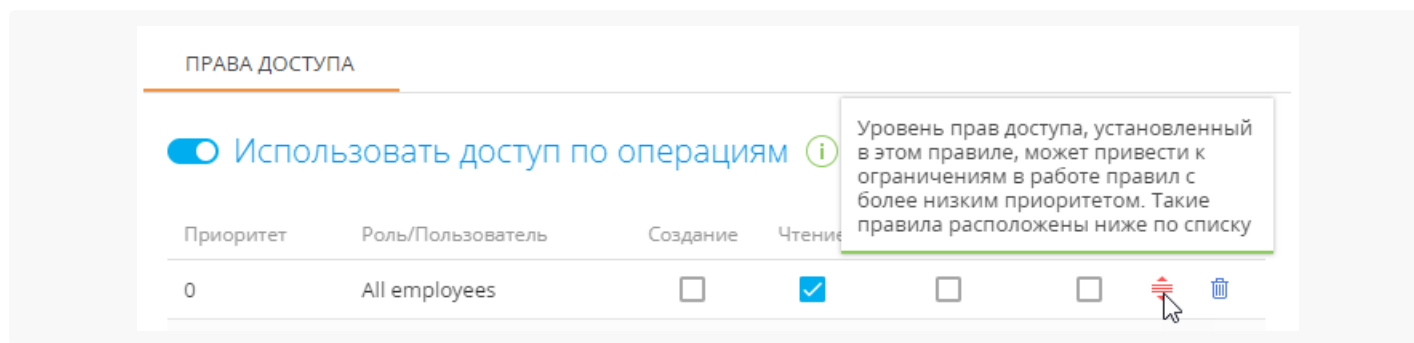 ПРАВА ДОСТУПА
Использовать доступ по операциям i
Уровень прав доступа, установленный
в этом правиле, может привести к
ограничениям в работе правил с
более низким приоритетом. Такие
правила расположены ниже по списку
Приоритет Роль/Пользователь Создание Чтение
0 All employees